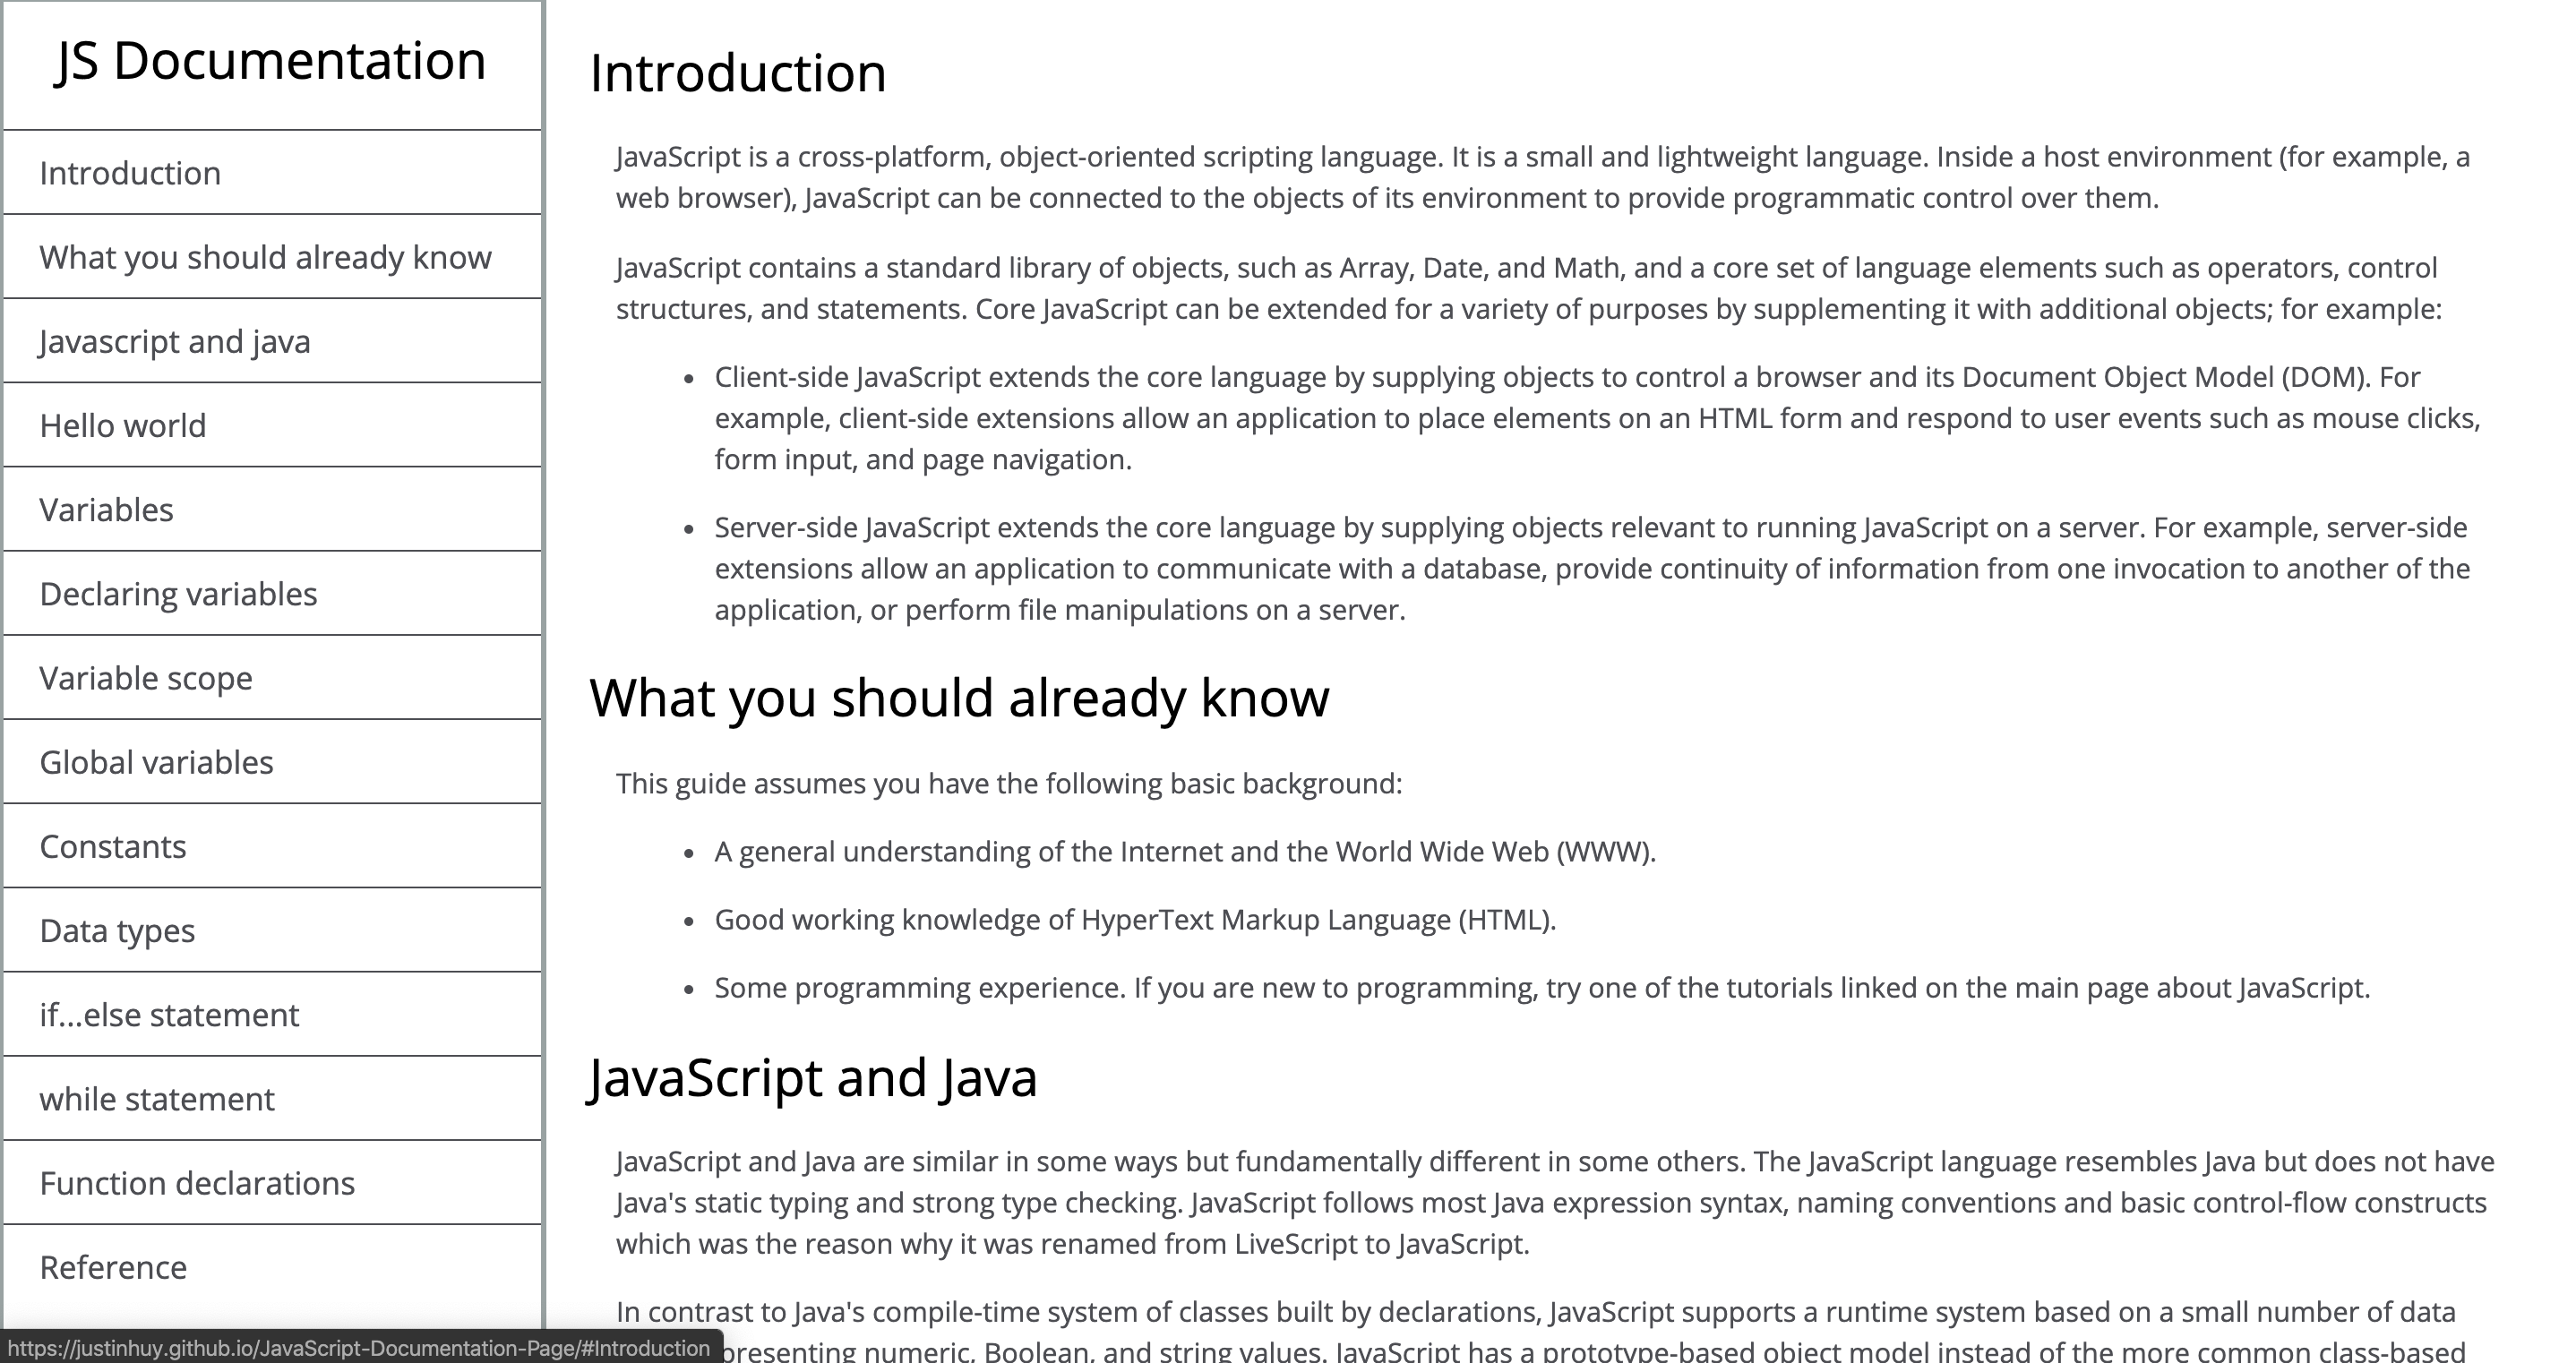 JS Documentation
Introduction
What you should already know
Javascript and java
Hello world
Variables
Declaring variables
Variable scope
Global variables
Constants
Data types
if...else statement
while statement
Function declarations
Reference
Introduction
JavaScript is a cross-platform, object-oriented scripting language. It is a small and lightweight language. Inside a host environment (for example, a
web browser), JavaScript can be connected to the objects of its environment to provide programmatic control over them.
JavaScript contains a standard library of objects, such as Array, Date, and Math, and a core set of language elements such as operators, control
structures, and statements. Core JavaScript can be extended for a variety of purposes by supplementing it with additional objects; for example:
• Client-side JavaScript extends the core language by supplying objects to control a browser and its Document Object Model (DOM). For
example, client-side extensions allow an application to place elements on an HTML form and respond to user events such as mouse clicks,
form input, and page navigation.
• Server-side JavaScript extends the core language by supplying objects relevant to running JavaScript on a server. For example, server-side
extensions allow an application to communicate with a database, provide continuity of information from one invocation to another of the
application, or perform file manipulations on a server.
What you should already know
This guide assumes you have the following basic background:
• A general understanding of the Internet and the World Wide Web (WWW).
• Good working knowledge of HyperText Markup Language (HTML).
• Some programming experience. If you are new to programming, try one of the tutorials linked on the main page about JavaScript.
JavaScript and Java
JavaScript and Java are similar in some ways but fundamentally different in some others. The JavaScript language resembles Java but does not have
Java's static typing and strong type checking. JavaScript follows most Java expression syntax, naming conventions and basic control-flow constructs
which was the reason why it was renamed from LiveScript to JavaScript.
In contrast to Java's compile-time system of classes built by declarations, JavaScript supports a runtime system based on a small number of data
presenting numeric, Boolean, and string values. JavaScript has a prototype-based object model instead of the more common class-based
https://justinhuy.github.io/JavaScript-Documentation-Page/#Introduction